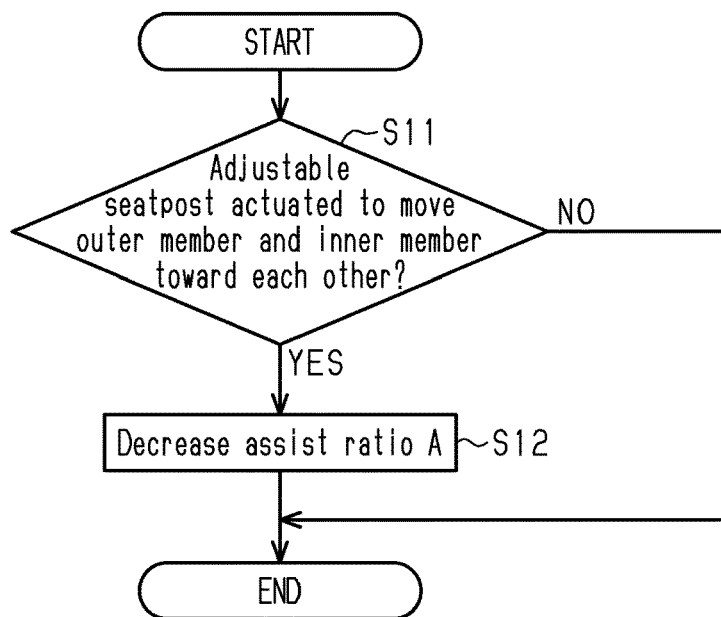 START
S11
Adjustable
seatpost actuated to move
outer member and inner member
toward each other?
NO
YES
Decrease assist ratio A
S12
END